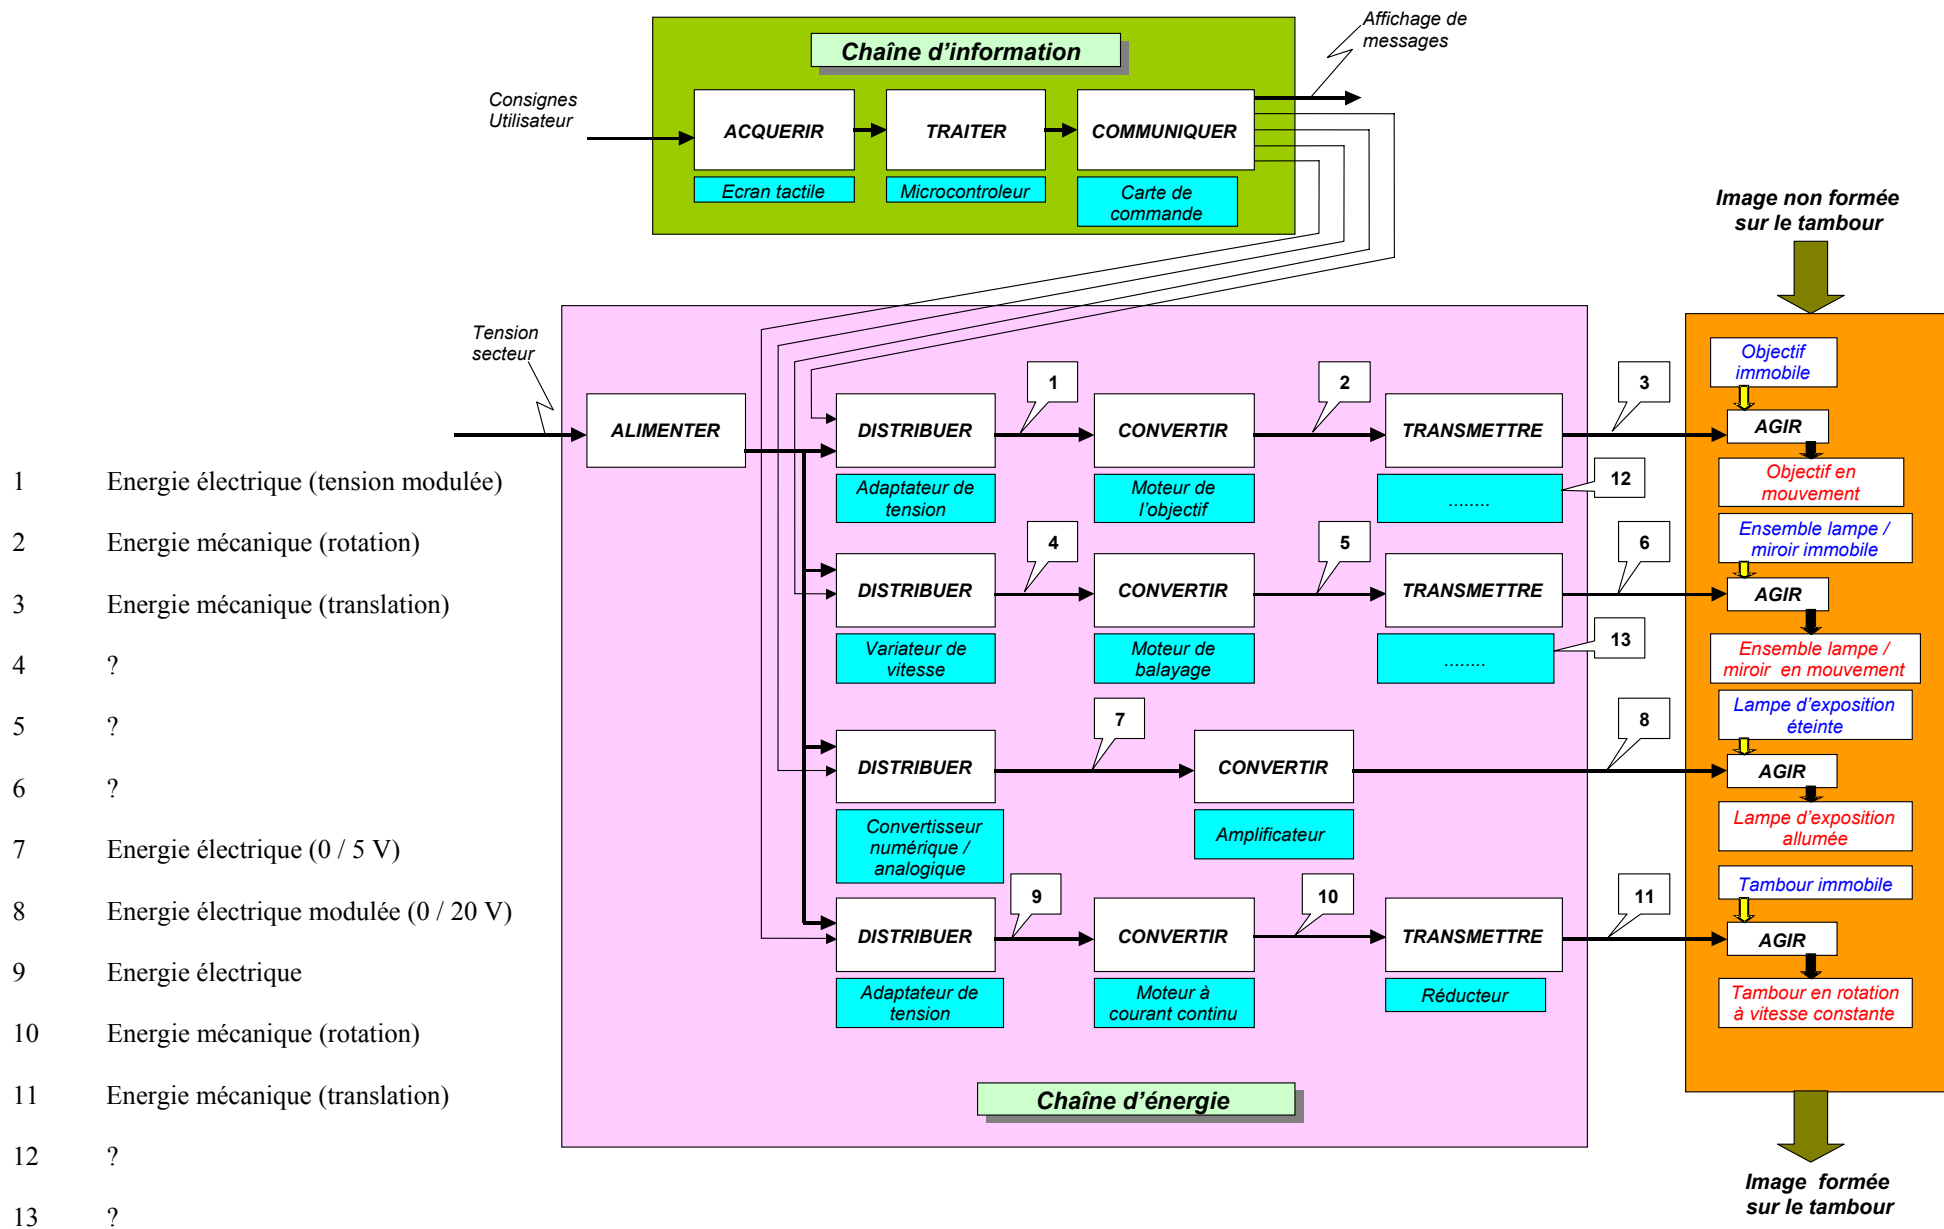 Affichage de
messages
Chaîne d'information
Consignes
Utilisateur
ACQUERIR
TRAITER
COMMUNIQUER
Ecran tactile
Microcontroleur
Carte de
commande
Image non formée
sur le tambour
Tension
secteur
ALIMENTER
1
2
3
DISTRIBUER
CONVERTIR
TRANSMETTRE
Adaptateur de
tension
Moteur de
l'objectif
........
12
Objectif
immobile
AGIR
Objectif en
mouvement
4
5
6
DISTRIBUER
CONVERTIR
TRANSMETTRE
Variateur de
vitesse
Moteur de
balayage
........
13
Ensemble lampe /
miroir immobile
AGIR
Ensemble lampe /
miroir en mouvement
7
8
DISTRIBUER
CONVERTIR
Convertisseur
numérique /
analogique
Amplificateur
Lampe d'exposition
éteinte
AGIR
Lampe d'exposition
allumée
9
10
11
DISTRIBUER
CONVERTIR
TRANSMETTRE
Adaptateur de
tension
Moteur à
courant continu
Réducteur
Tambour immobile
AGIR
Tambour en rotation
à vitesse constante
Chaîne d'énergie
Image formée
sur le tambour
1 Energie électrique (tension modulée)
2 Energie mécanique (rotation)
3 Energie mécanique (translation)
4 ?
5 ?
6 ?
7 Energie électrique (0 / 5 V)
8 Energie électrique modulée (0 / 20 V)
9 Energie électrique
10 Energie mécanique (rotation)
11 Energie mécanique (translation)
12 ?
13 ?